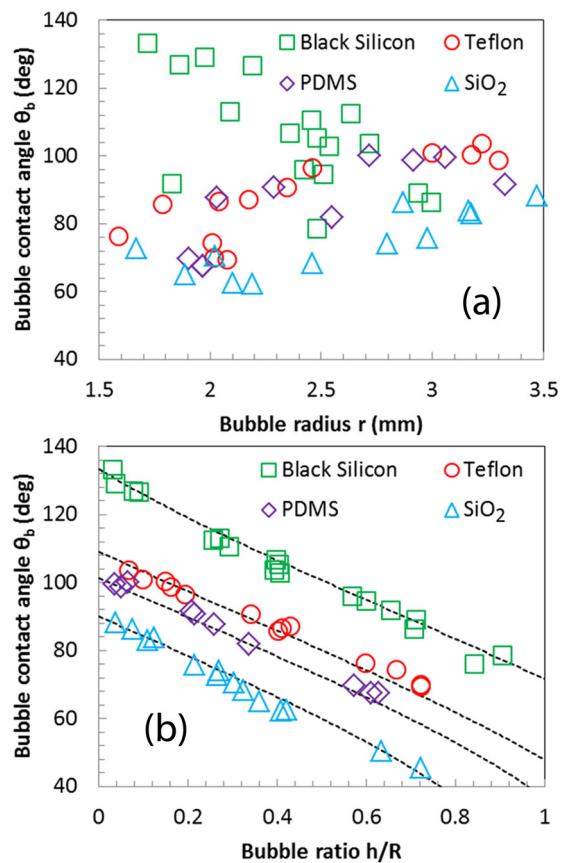 140
120
100
80
60
40
Bubble contact angle θb (deg)
Black Silicon
Teflon
PDMS
SiO2
(a)
1.5 2 2.5 3 3.5
Bubble radius r (mm)
140
120
100
80
60
40
Bubble contact angle θb (deg)
Black Silicon
Teflon
PDMS
SiO2
(b)
0 0.2 0.4 0.6 0.8 1
Bubble ratio h/R